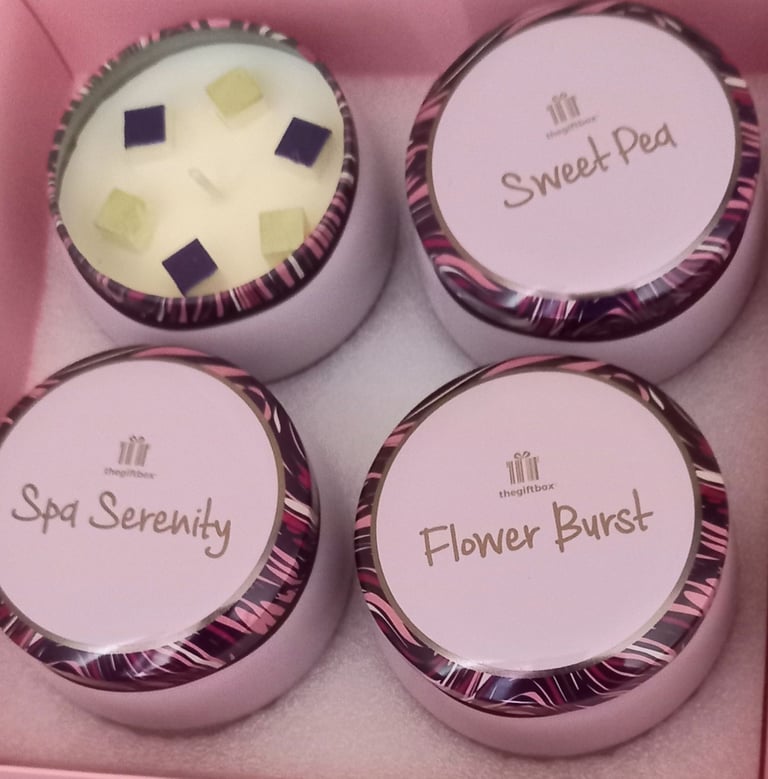 thegiftbox
Sweet Pea
thegiftbox
Spa Serenity
thegiftbox
Flower Burst